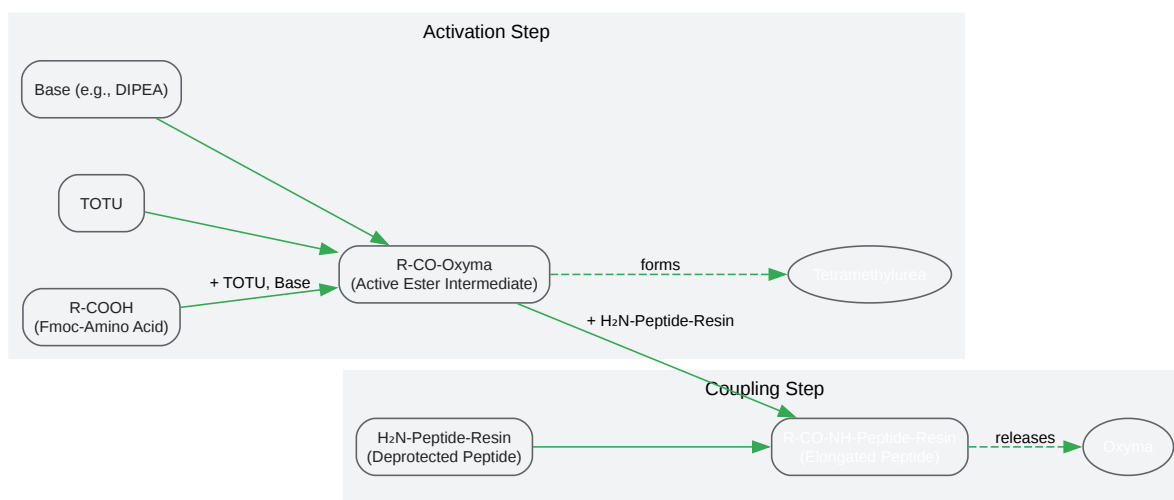 Activation Step
Base (e.g., DIPEA)
TOTU
R-COOH
(Fmoc-Amino Acid)
+ TOTU, Base
R-CO-Oxyma
(Active Ester Intermediate)
forms
Tetramethylurea
+ H₂N-Peptide-Resin
Coupling Step
H₂N-Peptide-Resin
(Deprotected Peptide)
R-CO-NH-Peptide-Resin
(Elongated Peptide)
releases
Oxyma